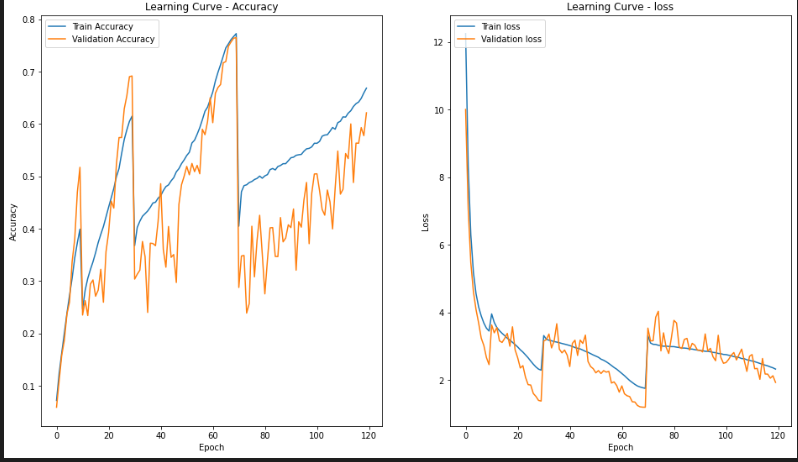 Learning Curve - Accuracy
Train Accuracy
Validation Accuracy
0.8
0.7
0.6
0.5
0.4
0.3
0.2
0.1
Accuracy
0
20
40
60
80
100
120
Epoch
Learning Curve - loss
Train loss
Validation loss
12
10
8
6
4
2
Loss
0
20
40
60
80
100
120
Epoch